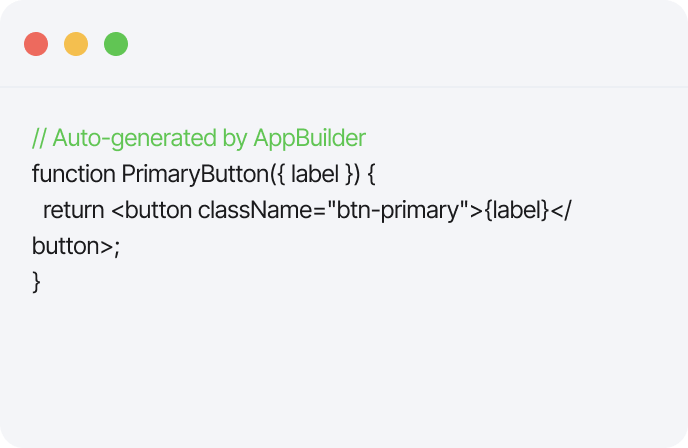 // Auto-generated by AppBuilder
function PrimaryButton({ label }) {
  return <button className="btn-primary">{label}</
button>;
}